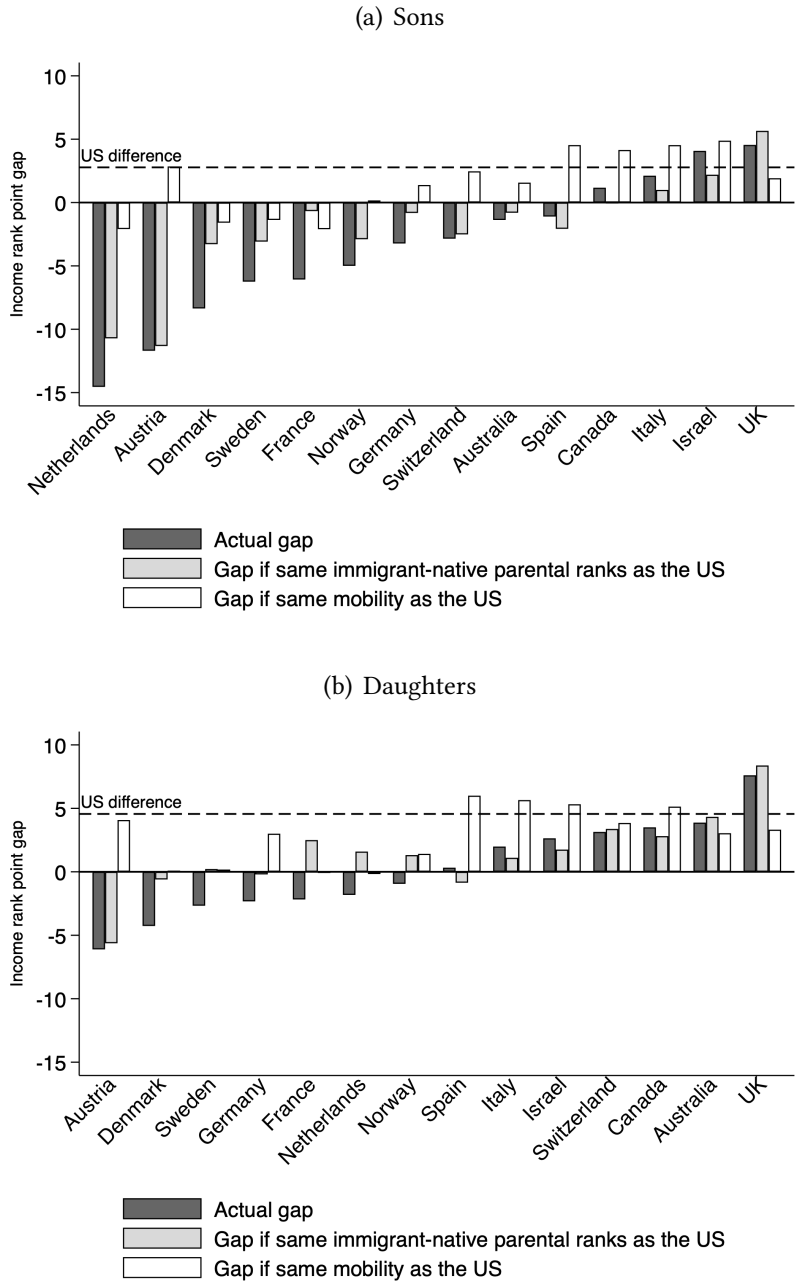 (a) Sons
10
5
0
-5
-10
-15
Income rank point gap
US difference
Netherlands
Austria
Denmark
Sweden
France
Norway
Germany
Switzerland
Australia
Spain
Canada
Italy
Israel
UK
Actual gap
Gap if same immigrant-native parental ranks as the US
Gap if same mobility as the US
(b) Daughters
10
5
0
-5
-10
-15
Income rank point gap
US difference
Austria
Denmark
Sweden
Germany
France
Netherlands
Norway
Spain
Italy
Israel
Switzerland
Canada
Australia
UK
Actual gap
Gap if same immigrant-native parental ranks as the US
Gap if same mobility as the US